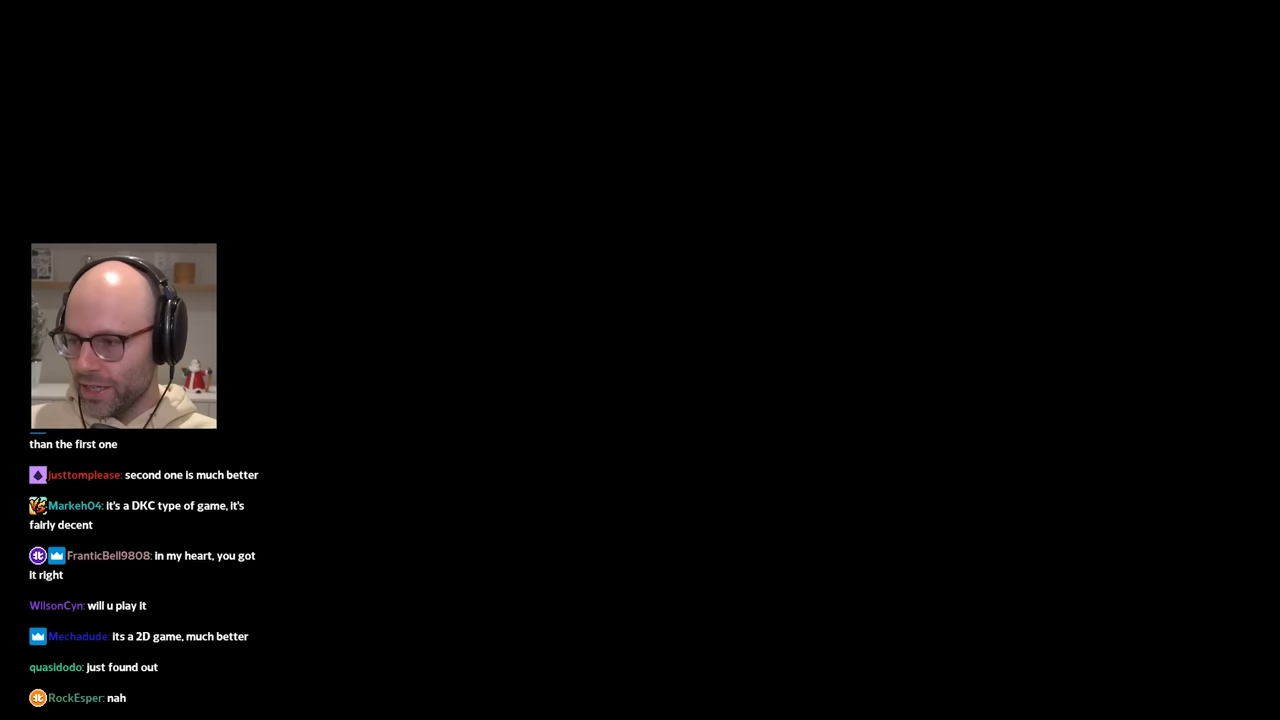 than the first one
justtomplease: second one is much better
Markeh04: it's a DKC type of game, it's
fairly decent
FranticBell9808: in my heart, you got
it right
WilsonCyn: will u play it
Mechadude: its a 2D game, much better
quasidodo: just found out
RockEsper: nah